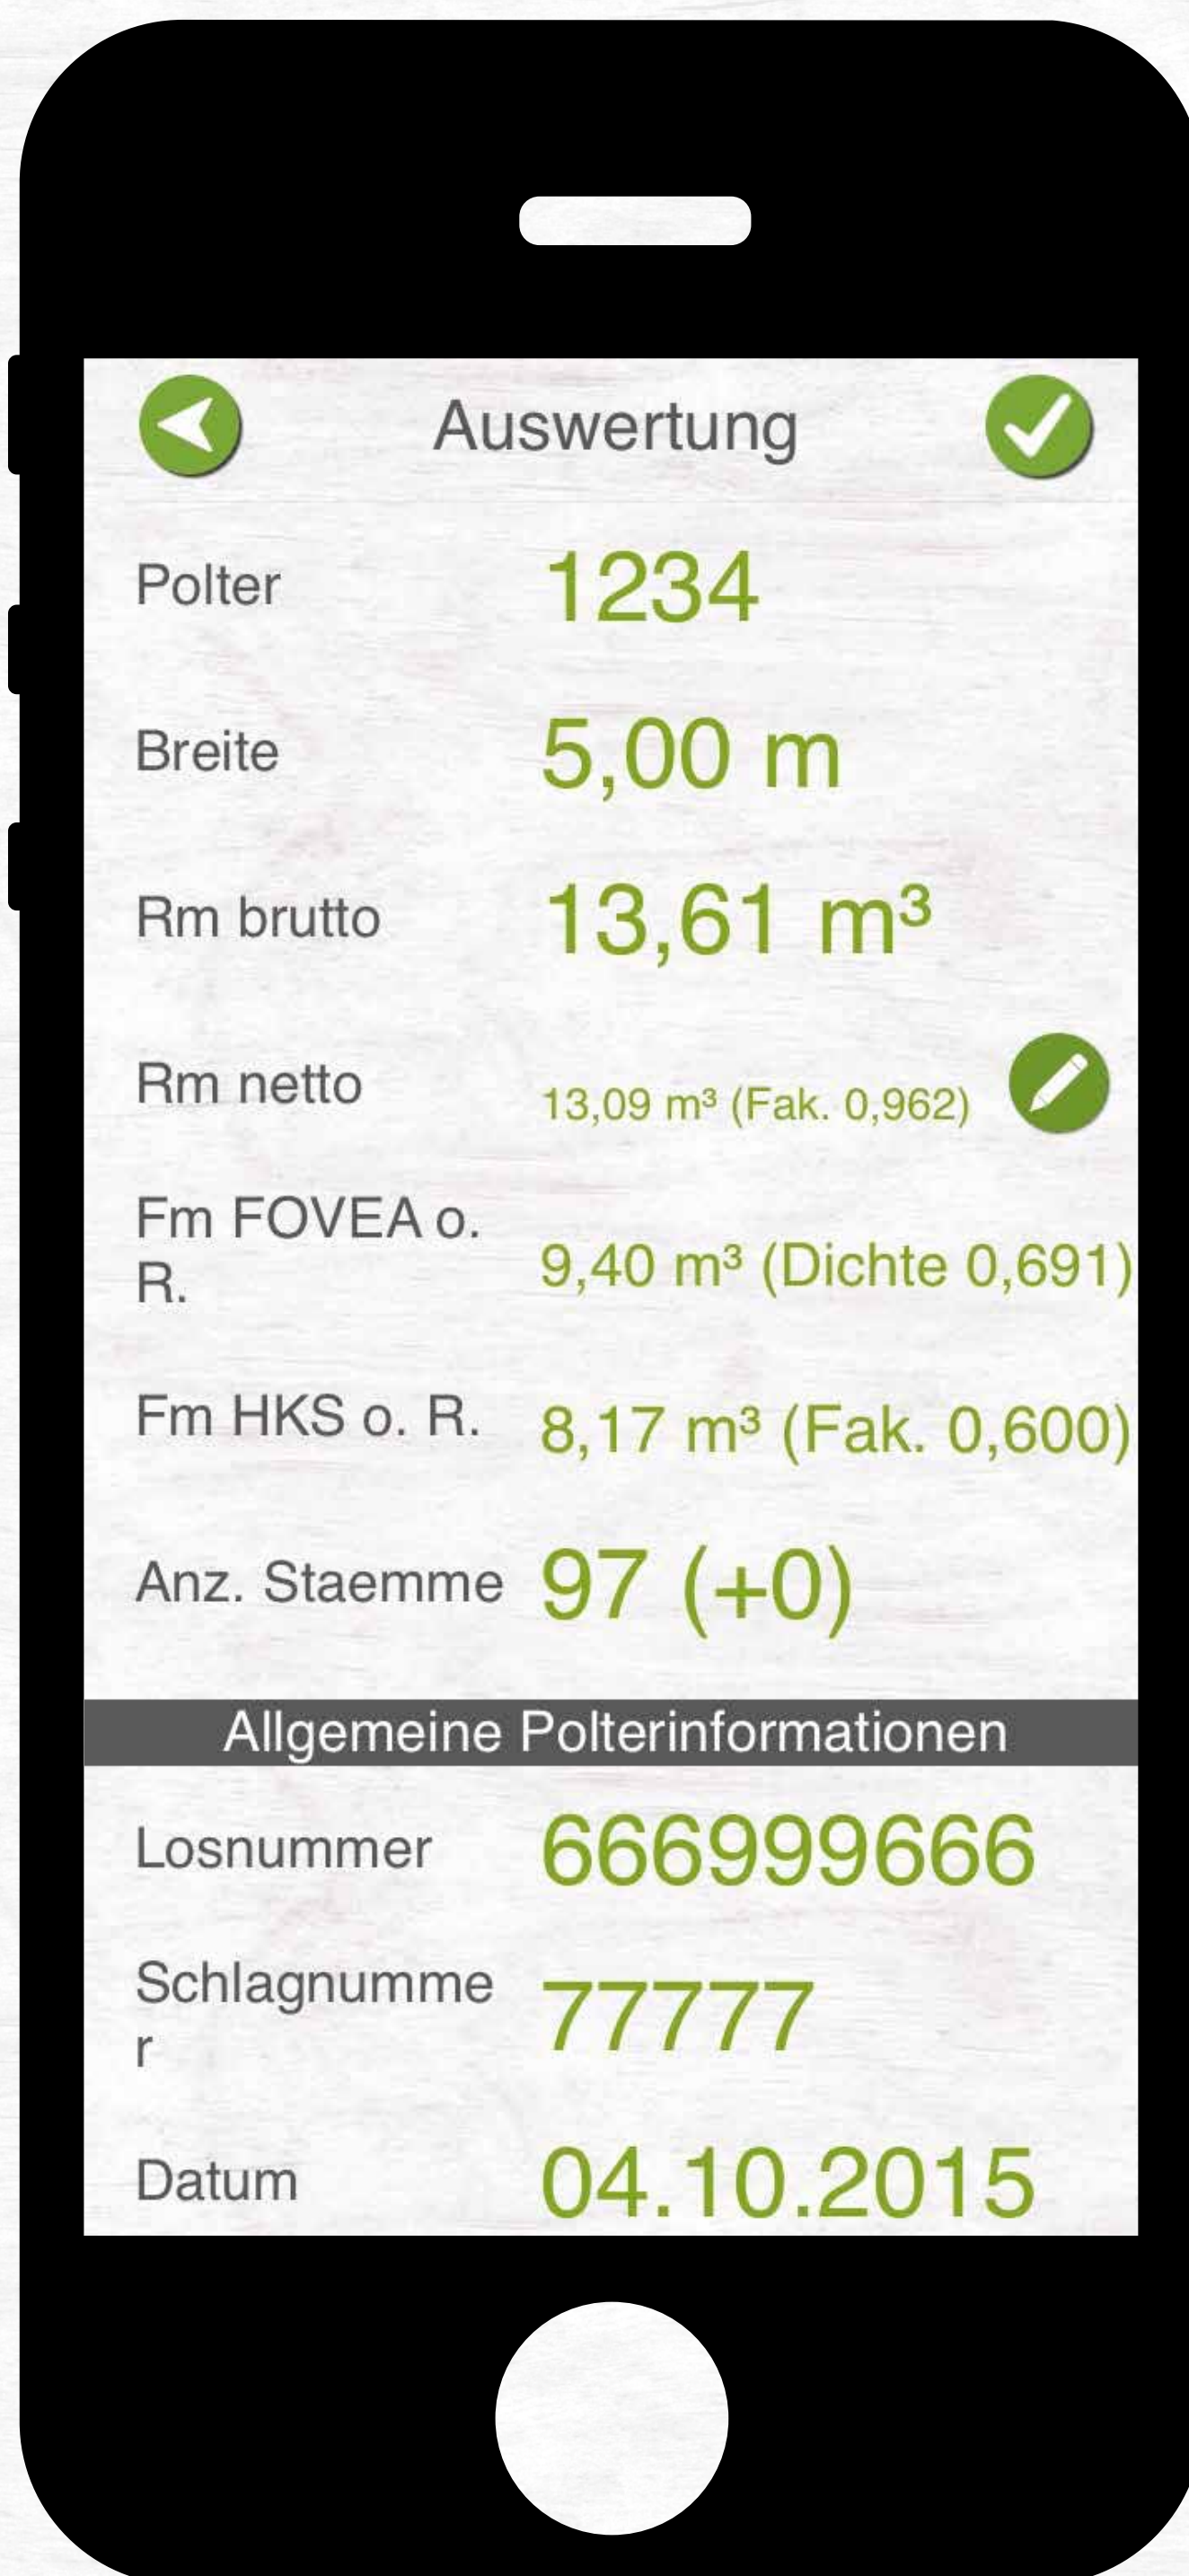 Auswertung
Polter 1234
Breite 5,00 m
Rm brutto 13,61 m³
Rm netto 13,09 m³ (Fak. 0,962)
Fm FOVEA o.
R. 9,40 m³ (Dichte 0,691)
Fm HKS o. R. 8,17 m³ (Fak. 0,600)
Anz. Staemme 97 (+0)
Allgemeine Polterinformationen
Losnummer 666999666
Schlagnumme
r 77777
Datum 04.10.2015